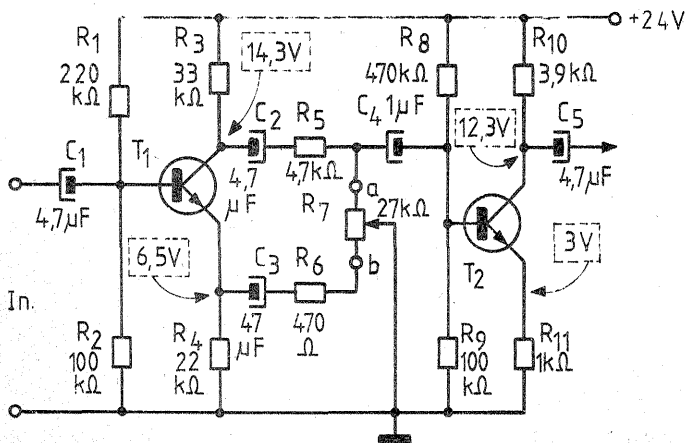 +24V
R1
220
kΩ
R3
33
kΩ
14,3V
R8
470kΩ
R10
3,9kΩ
C1
4,7µF
T1
C2
4,7
µF
R5
4,7kΩ
C4 1µF
12,3V
C5
4,7µF
a
R7
27kΩ
b
6,5V
C3
47
µF
R6
470
Ω
T2
3V
In.
R2
100
kΩ
R4
22
kΩ
R9
100
kΩ
R11
1kΩ